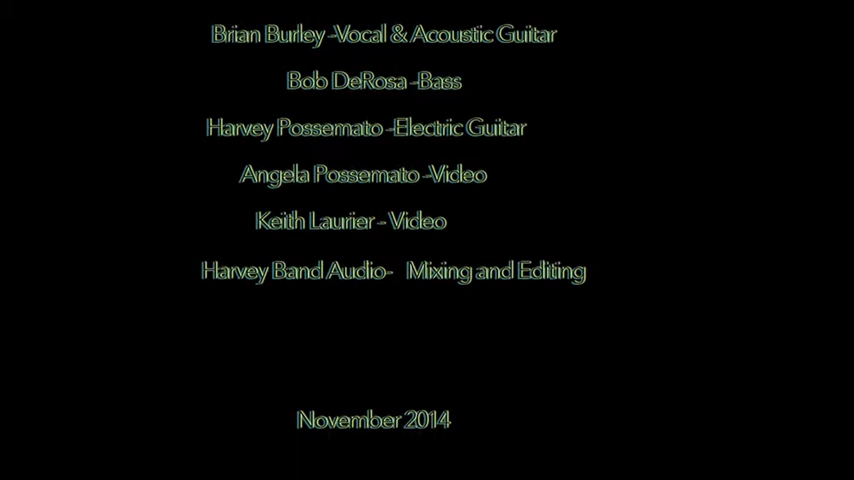 Brian Burley -Vocal & Acoustic Guitar
Bob DeRosa -Bass
Harvey Possemato -Electric Guitar
Angela Possemato -Video
Keith Laurier - Video
Harvey Band Audio- Mixing and Editing
November 2014